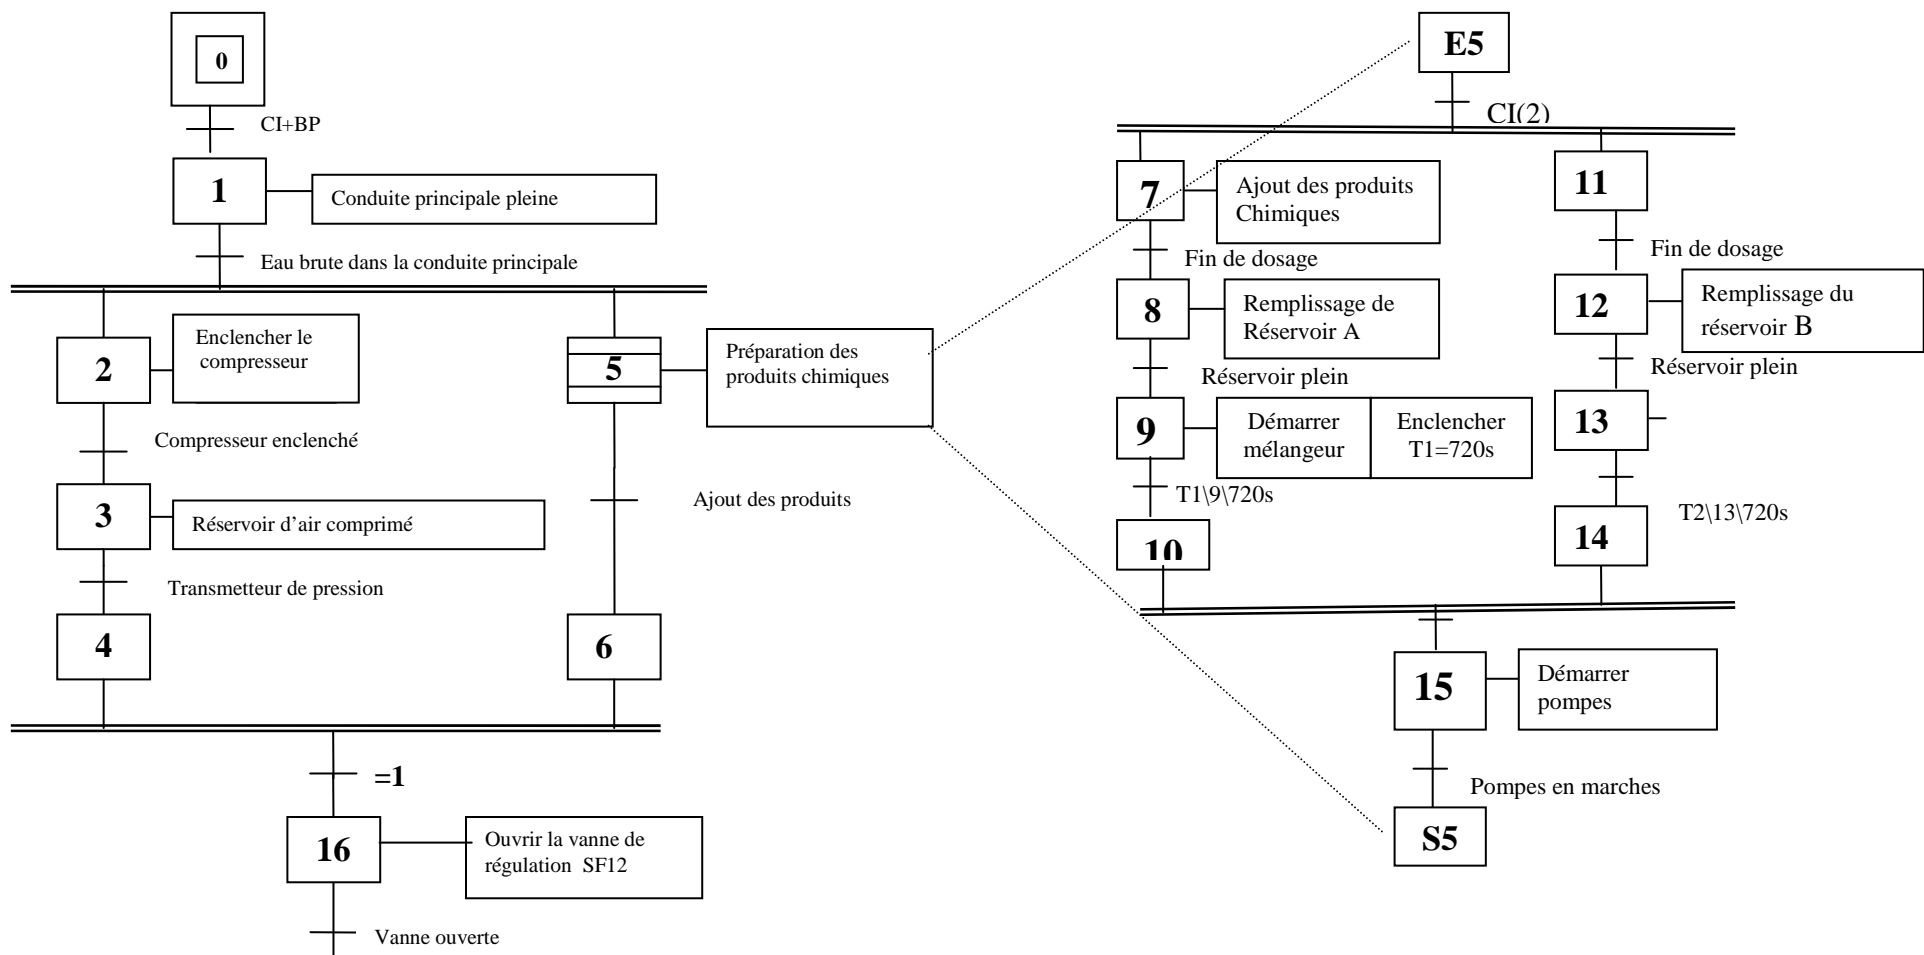 0
CI+BP
1
Conduite principale pleine
Eau brute dans la conduite principale
2
Enclencher le
compresseur
5
Préparation des
produits chimiques
Compresseur enclenché
3
Réservoir d'air comprimé
Ajout des produits
Transmetteur de pression
4
6
=1
16
Ouvrir la vanne de
régulation SF12
Vanne ouverte
E5
CI(2)
7
Ajout des produits
Chimiques
Fin de dosage
8
Remplissage de
Réservoir A
Réservoir plein
9
Démarrer
mélangeur
Enclencher
T1=720s
T1\9\720s
10
11
Fin de dosage
12
Remplissage du
réservoir B
Réservoir plein
13
T2\13\720s
14
15
Démarrer
pompes
Pompes en marches
S5